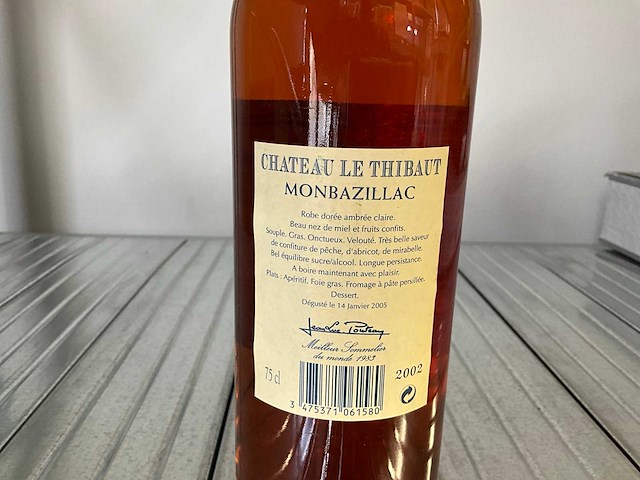 CHATEAU LE THIBAUT
MONBAZILLAC
Robe dorée ambrée claire.
Beau nez de miel et fruits confits.
Souple. Gras. Onctueux. Velouté. Très belle saveur
de confiture de pêche, d'abricot, de mirabelle.
Bel équilibre sucre/alcool. Longue persistance.
A boire maintenant avec plaisir.
Plats : Apéritif. Foie gras. Fromage à pâte persillée.
Dessert.
Dégusté le 14 Janvier 2005
Jean-Luc Pouteau
Meilleur Sommelier
du monde 1983
75 cl
2002
3 475371 061580